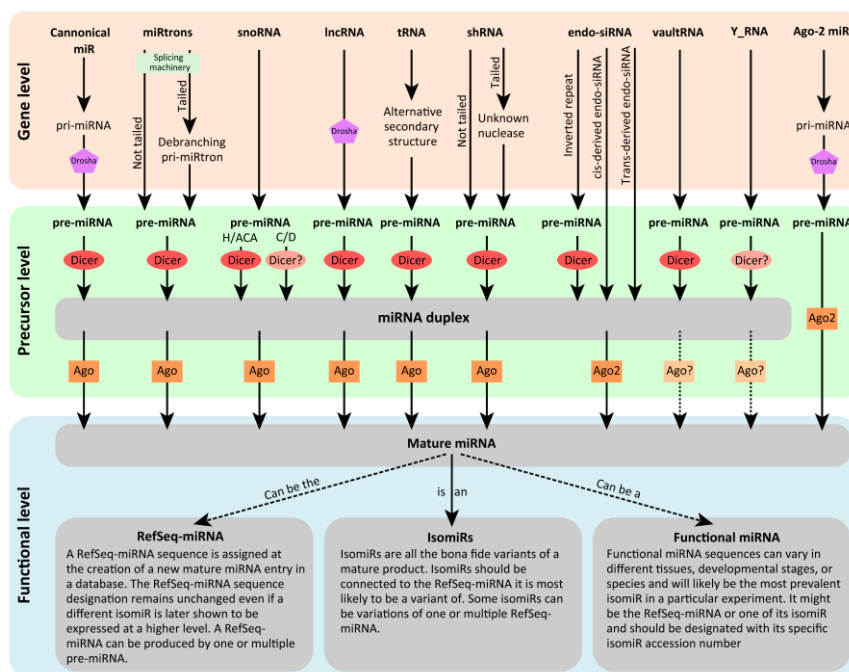 Cannonical miR
miRtrons
snoRNA
lncRNA
tRNA
shRNA
endo-siRNA
vaultRNA
Y_RNA
Ago-2 miR
Gene level
Splicing machinery
pri-miRNA
Drosha
Not tailed
Tailed
Debranching
pri-miRtron
Drosha
Alternative
secondary
structure
Not tailed
Tailed
Unknown
nuclease
Inverted repeat
cis-derived endo-siRNA
Trans-derived endo-siRNA
pri-miRNA
Drosha
Precursor level
pre-miRNA
pre-miRNA
pre-miRNA
pre-miRNA
pre-miRNA
pre-miRNA
pre-miRNA
pre-miRNA
pre-miRNA
pre-miRNA
H/ACA
C/D
Dicer
Dicer
Dicer
Dicer?
Dicer
Dicer
Dicer
Dicer
Dicer
Dicer?
miRNA duplex
Ago2
Ago
Ago
Ago
Ago
Ago
Ago
Ago2
Ago?
Ago?
Functional level
Mature miRNA
Can be the
is an
Can be a
RefSeq-miRNA
A RefSeq-miRNA sequence is assigned at
the creation of a new mature miRNA entry
in a database. The RefSeq-miRNA sequence
designation remains unchanged even if a
different isomiR is later shown to be
expressed at a higher level. A RefSeq-
miRNA can be produced by one or multiple
pre-miRNA.
IsomiRs
IsomiRs are all the bona fide variants of a
mature product. IsomiRs should be
connected to the RefSeq-miRNA it is most
likely to be a variant of. Some isomiRs can
be variations of one or multiple RefSeq-
miRNA.
Functional miRNA
Functional miRNA sequences can vary in
different tissues, developmental stages, or
species and will likely be the most prevalent
isomiR in a particular experiment. It might
be the RefSeq-miRNA or one of its isomiR
and should be designated with its specific
isomiR accession number